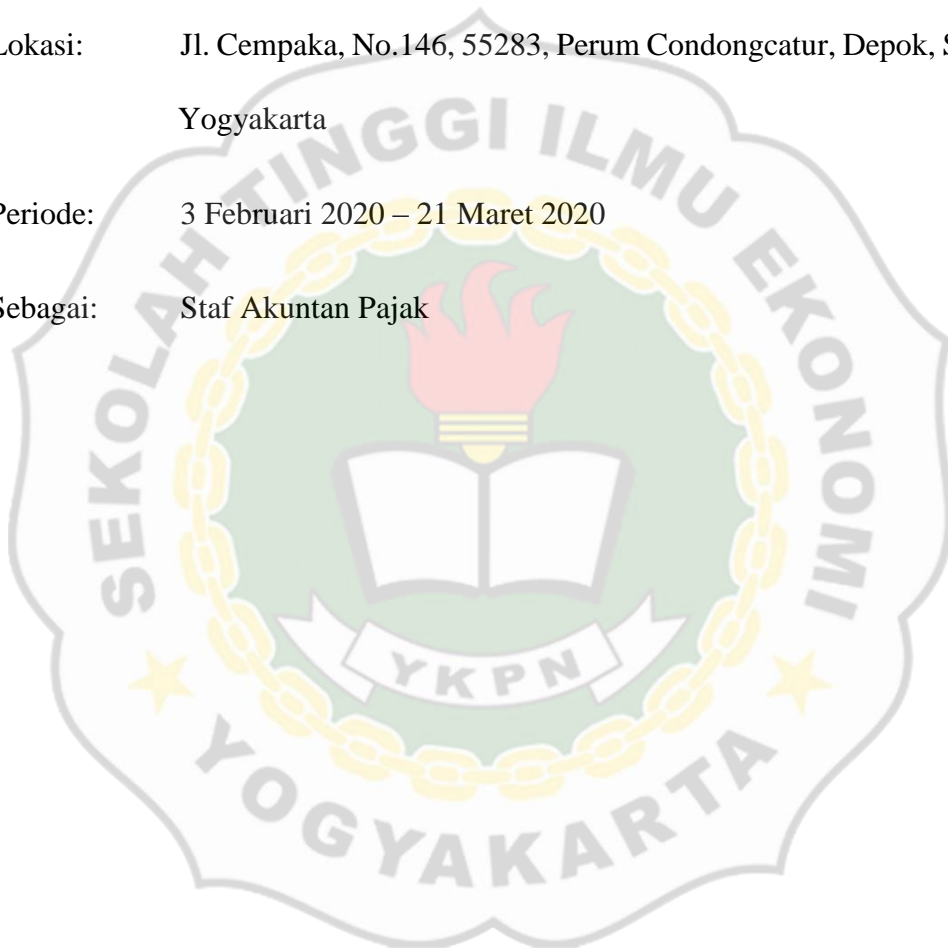 Lokasi: Jl. Cempaka, No.146, 55283, Perum Condongcatur, Depok, S
Yogyakarta
Periode: 3 Februari 2020 – 21 Maret 2020
Sebagai: Staf Akuntan Pajak
SEKOLAH TINGGI ILMU EKONOMI
YKPN
YOGYAKARTA